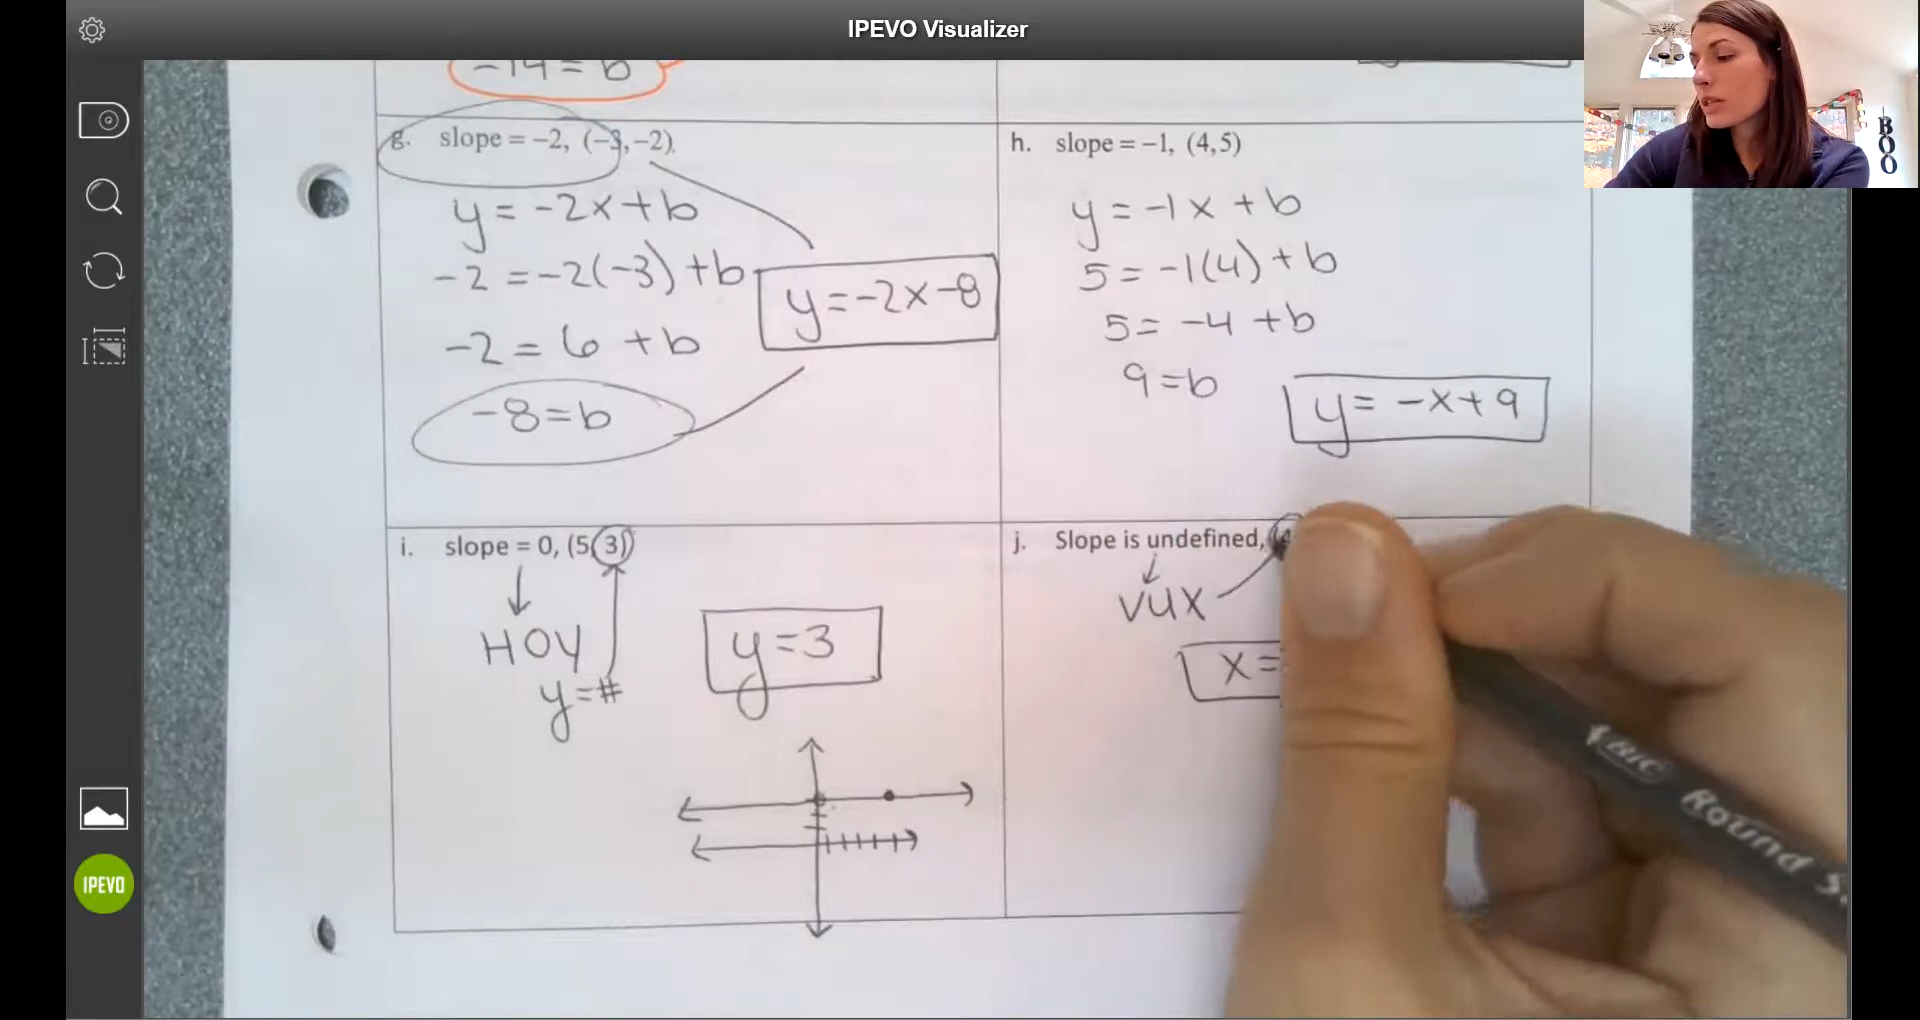 IPEVO Visualizer
-14 = b
g. slope = −2, (−3,−2).
y = -2x + b
-2 = -2(-3) + b
-2 = 6 + b
-8 = b
y = -2x - 8
h. slope = −1, (4,5)
y = -1x + b
5 = -1(4) + b
5 = -4 + b
9 = b
y = -x + 9
i. slope = 0, (5,3)
HOY
y = #
y = 3
j. Slope is undefined,
VUX
x =
BIC Round
BOO
IPEVO